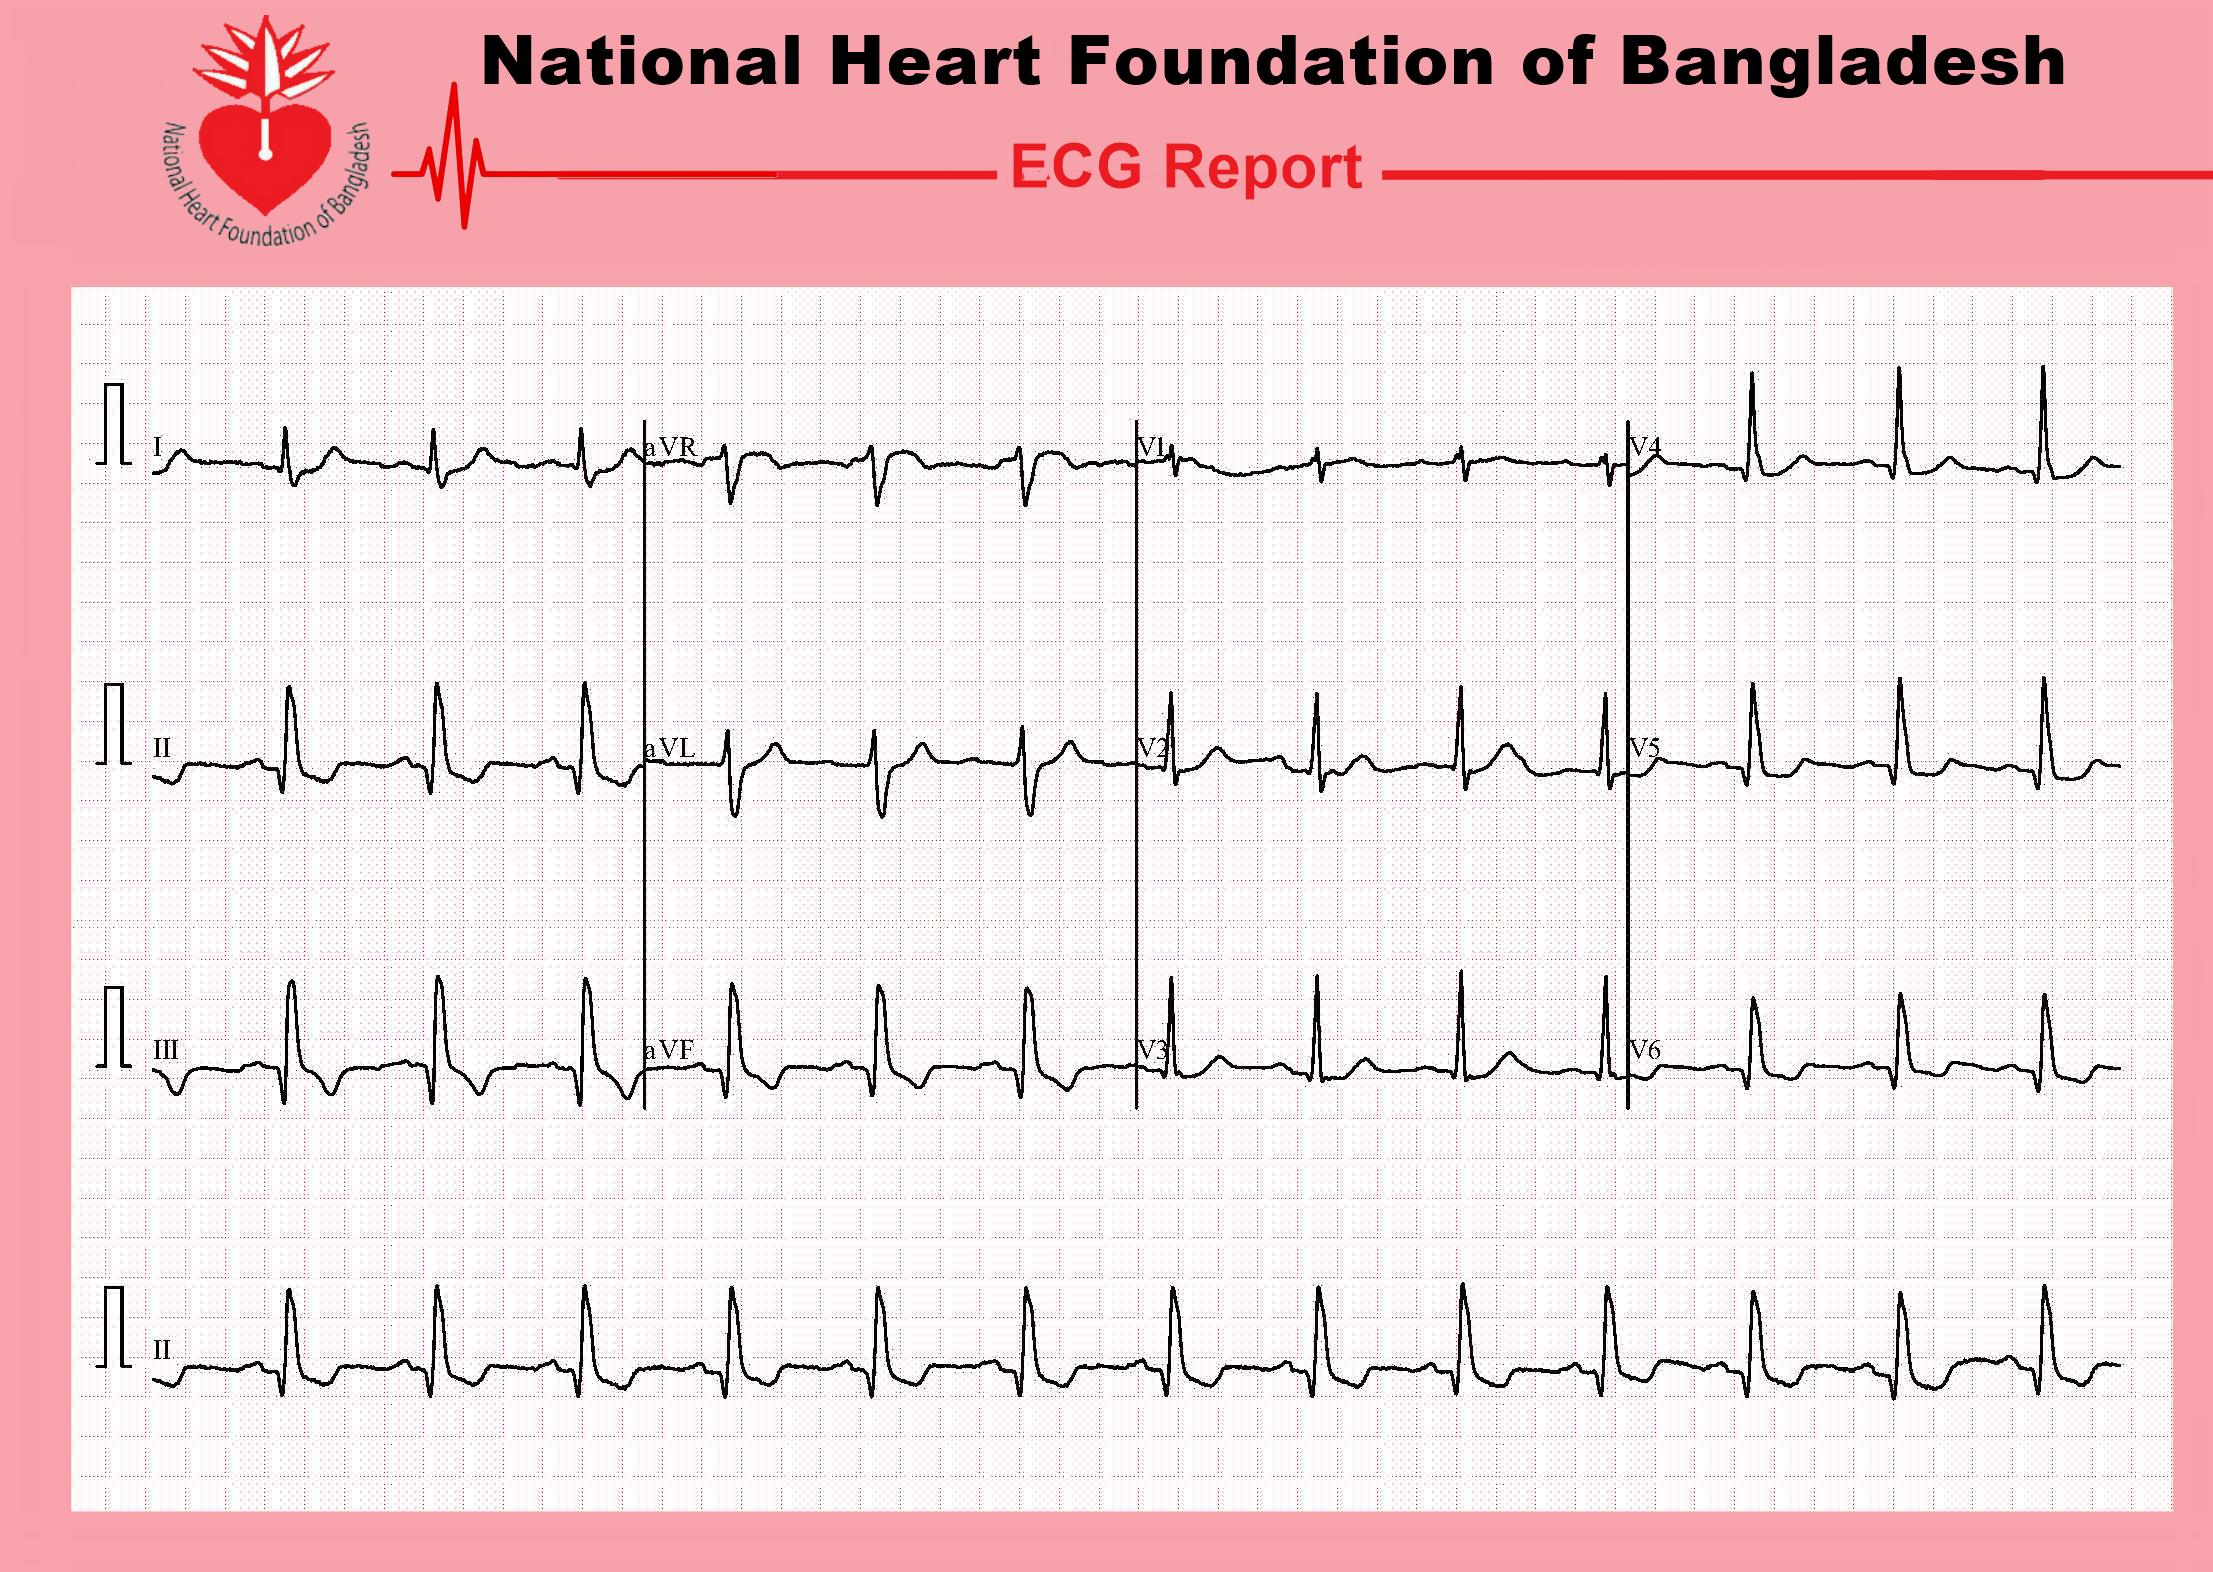 National Heart Foundation of Bangladesh
National Heart Foundation of Bangladesh
ECG Report
I aVR V1 V4
II aVL V2 V5
III aVF V3 V6
II